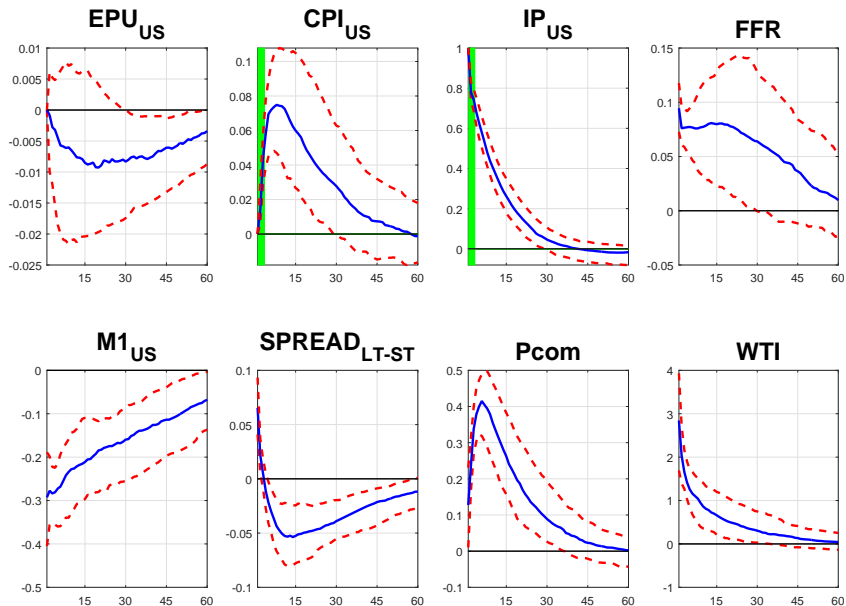 EPU_US CPI_US IP_US FFR
0.01 0.1 1 0.15
0.005 0.08 0.8 0.1
0 0.06 0.6 0.05
-0.005 0.04 0.4 0
-0.01 0.02 0.2 -0.05
-0.015 0 0
-0.02
-0.025
15 30 45 60 15 30 45 60 15 30 45 60 15 30 45 60
M1_US SPREAD_LT-ST Pcom WTI
0 0.1 0.5 4
-0.1 0.05 0.4 3
-0.2 0 0.3 2
-0.3 -0.05 0.2 1
-0.4 -0.1 0.1 0
-0.5 0 -1
-0.1
15 30 45 60 15 30 45 60 15 30 45 60 15 30 45 60